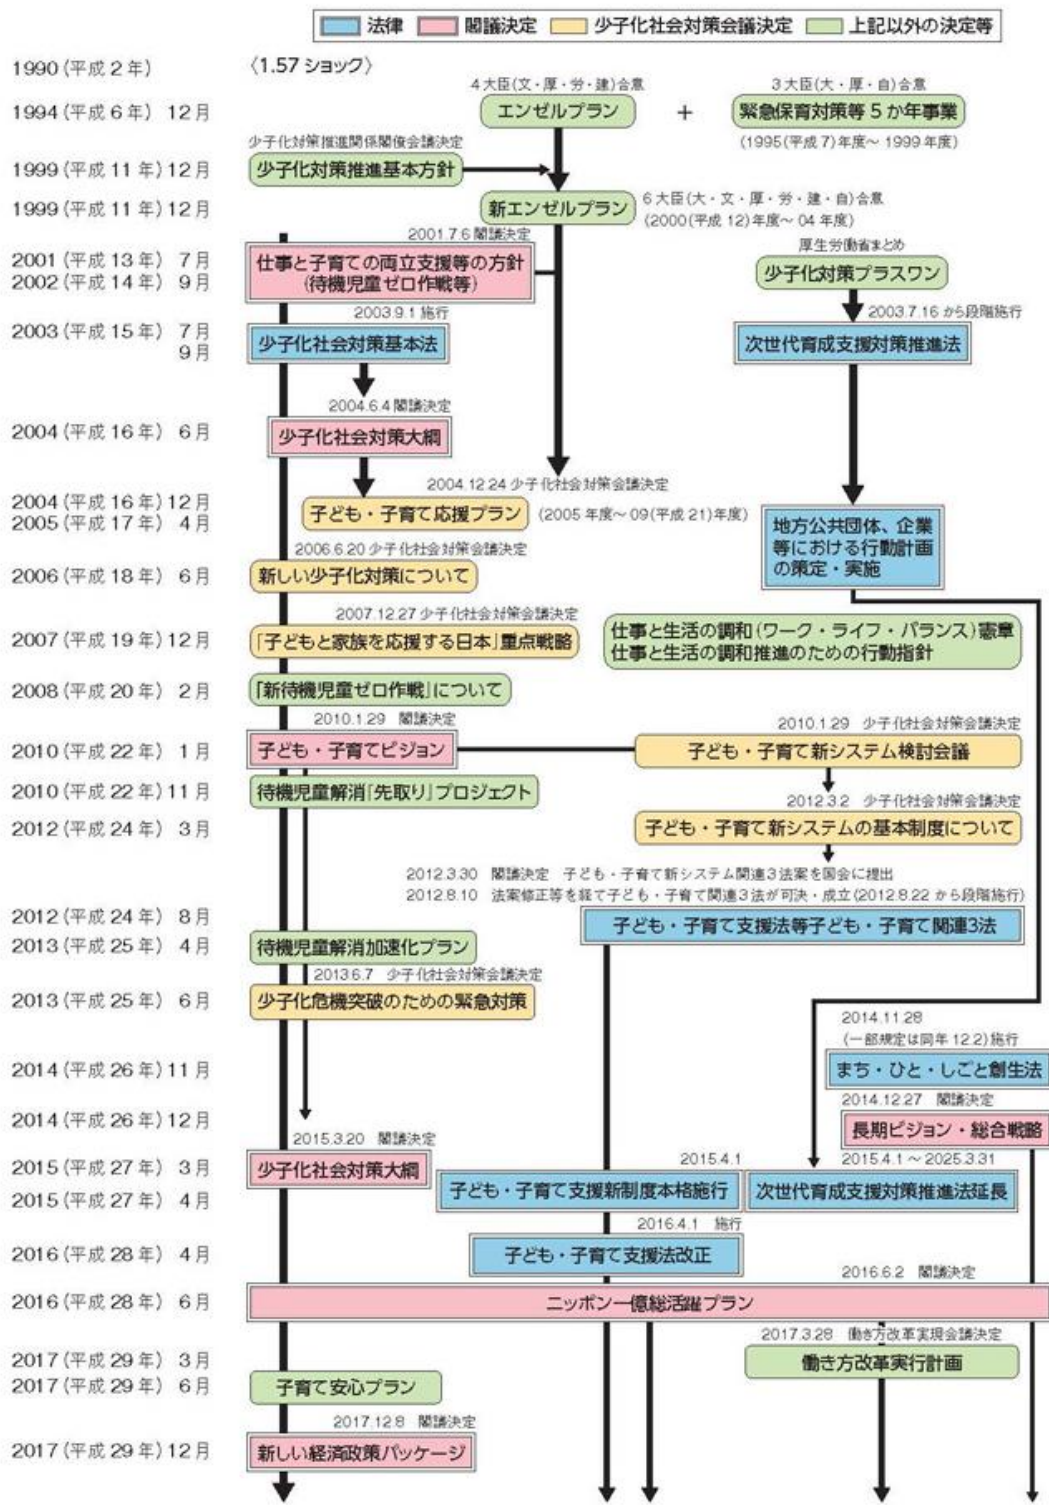 法律 閣議決定 少子化社会対策会議決定 上記以外の決定等
1990(平成2年) 〈1.57ショック〉
4大臣(文・厚・労・建)合意 3大臣(大・厚・自)合意
1994(平成6年) 12月 エンゼルプラン + 緊急保育対策等5か年事業
(1995(平成7)年度～1999年度)
少子化対策推進関係閣僚会議決定
1999(平成11年)12月 少子化対策推進基本方針
1999(平成11年)12月 新エンゼルプラン 6大臣(大・文・厚・労・建・自)合意
(2000(平成12)年度～04年度)
2001.7.6閣議決定 厚生労働省まとめ
2001(平成13年) 7月 仕事と子育ての両立支援等の方針 少子化対策プラスワン
2002(平成14年) 9月 (待機児童ゼロ作戦等)
2003.9.1施行 2003.7.16から段階施行
2003(平成15年) 7月 少子化社会対策基本法 次世代育成支援対策推進法
9月
2004.6.4閣議決定
2004(平成16年) 6月 少子化社会対策大綱
2004.12.24少子化社会対策会議決定
2004(平成16年)12月 子ども・子育て応援プラン (2005年度～09(平成21)年度)
2005(平成17年) 4月 地方公共団体、企業
等における行動計画
の策定・実施
2006.6.20少子化社会対策会議決定
2006(平成18年) 6月 新しい少子化対策について
2007.12.27少子化社会対策会議決定
2007(平成19年)12月 「子どもと家族を応援する日本」重点戦略 仕事と生活の調和(ワーク・ライフ・バランス)憲章
仕事と生活の調和推進のための行動指針
2008(平成20年) 2月 「新待機児童ゼロ作戦」について
2010.1.29 閣議決定 2010.1.29 少子化社会対策会議決定
2010(平成22年) 1月 子ども・子育てビジョン 子ども・子育て新システム検討会議
2010(平成22年)11月 待機児童解消「先取り」プロジェクト
2012.3.2 少子化社会対策会議決定
2012(平成24年) 3月 子ども・子育て新システムの基本制度について
2012.3.30 閣議決定 子ども・子育て新システム関連3法案を国会に提出
2012.8.10 法案修正等を経て子ども・子育て関連3法が可決・成立(2012.8.22から段階施行)
2012(平成24年) 8月 子ども・子育て支援法等子ども・子育て関連3法
2013(平成25年) 4月 待機児童解消加速化プラン
2013.6.7 少子化社会対策会議決定
2013(平成25年) 6月 少子化危機突破のための緊急対策
2014.11.28
(一部規定は同年12.2)施行
2014(平成26年)11月 まち・ひと・しごと創生法
2014.12.27 閣議決定
2014(平成26年)12月 長期ビジョン・総合戦略
2015.3.20 閣議決定
2015(平成27年) 3月 少子化社会対策大綱
2015.4.1 2015.4.1～2025.3.31
2015(平成27年) 4月 子ども・子育て支援新制度本格施行 次世代育成支援対策推進法延長
2016.4.1 施行
2016(平成28年) 4月 子ども・子育て支援法改正
2016.6.2 閣議決定
2016(平成28年) 6月 ニッポン一億総活躍プラン
2017.3.28 働き方改革実現会議決定
2017(平成29年) 3月 働き方改革実行計画
2017(平成29年) 6月 子育て安心プラン
2017.12.8 閣議決定
2017(平成29年)12月 新しい経済政策パッケージ